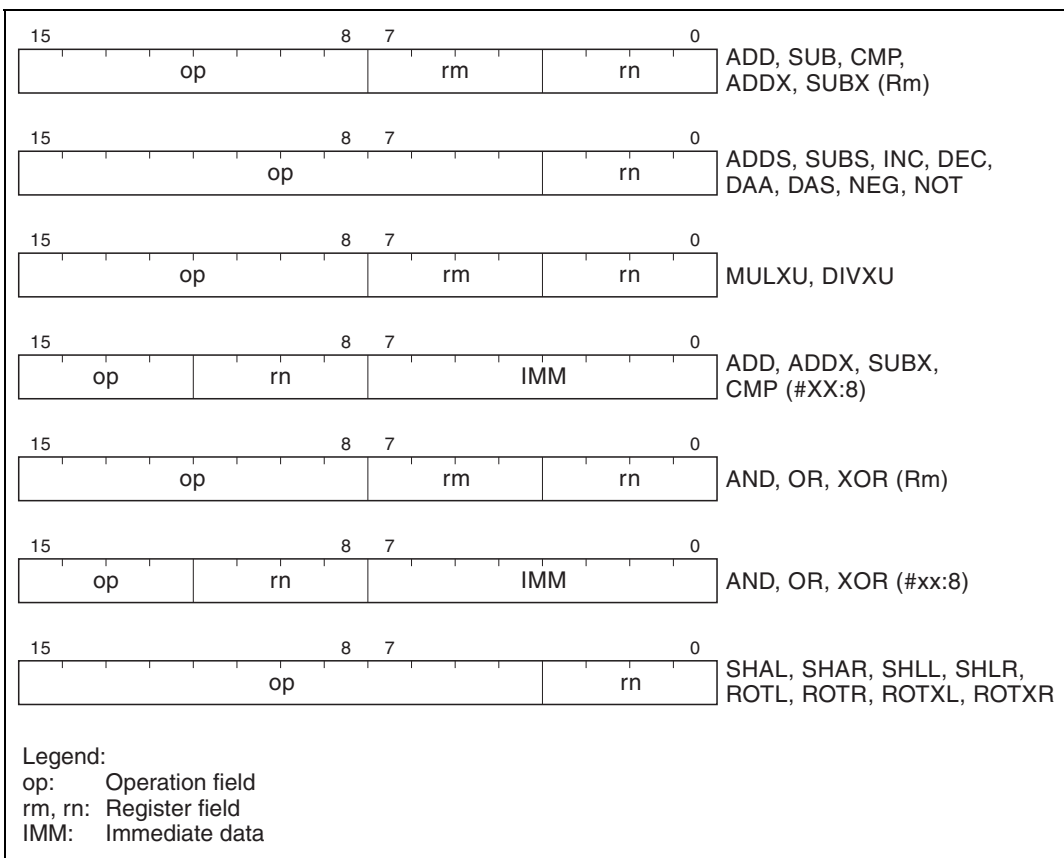 15 8 7 0
op rm rn
ADD, SUB, CMP,
ADDX, SUBX (Rm)
15 8 7 0
op rn
ADDS, SUBS, INC, DEC,
DAA, DAS, NEG, NOT
15 8 7 0
op rm rn
MULXU, DIVXU
15 8 7 0
op rn IMM
ADD, ADDX, SUBX,
CMP (#XX:8)
15 8 7 0
op rm rn
AND, OR, XOR (Rm)
15 8 7 0
op rn IMM
AND, OR, XOR (#xx:8)
15 8 7 0
op rn
SHAL, SHAR, SHLL, SHLR,
ROTL, ROTR, ROTXL, ROTXR
Legend:
op: Operation field
rm, rn: Register field
IMM: Immediate data